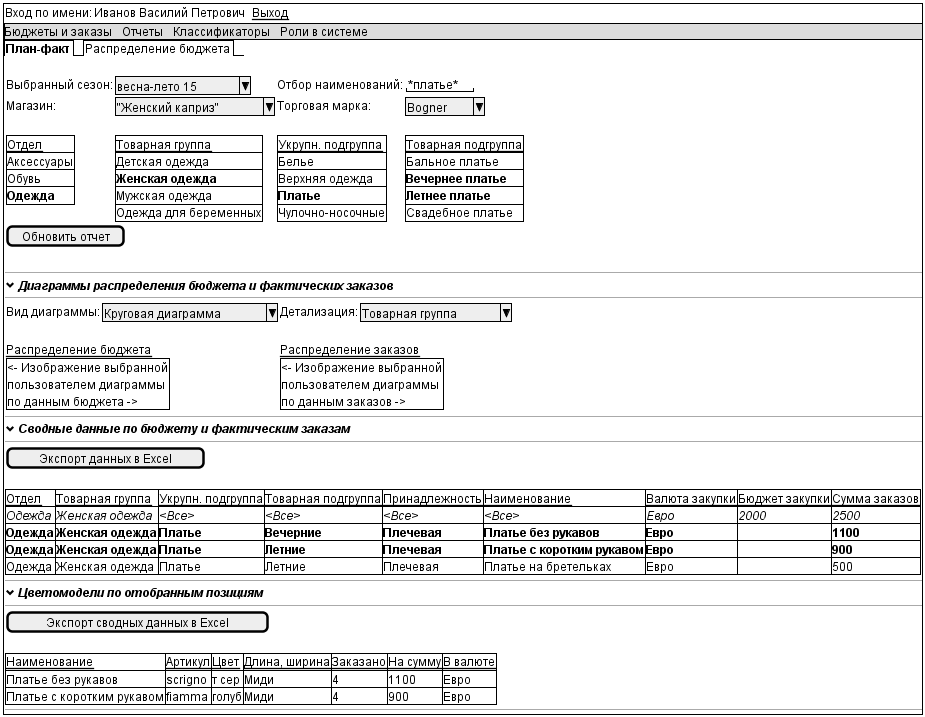 Вход по имени: Иванов Василий Петрович Выход
Бюджеты и заказы Отчеты Классификаторы Роли в системе
План-факт Распределение бюджета
Выбранный сезон: весна-лето 15 ▼ Отбор наименований: *платье*
Магазин: "Женский каприз" ▼ Торговая марка: Bogner ▼
Отдел Товарная группа Укрупн. подгруппа Товарная подгруппа
Аксессуары Детская одежда Белье Бальное платье
Обувь Женская одежда Верхняя одежда Вечернее платье
Одежда Мужская одежда Платье Летнее платье
Одежда для беременных Чулочно-носочные Свадебное платье
Обновить отчет
Диаграммы распределения бюджета и фактических заказов
Вид диаграммы: Круговая диаграмма ▼ Детализация: Товарная группа ▼
Распределение бюджета Распределение заказов
<- Изображение выбранной <- Изображение выбранной
пользователем диаграммы пользователем диаграммы
по данным бюджета -> по данным заказов ->
Сводные данные по бюджету и фактическим заказам
Экспорт данных в Excel
Отдел Товарная группа Укрупн. подгруппа Товарная подгруппа Принадлежность Наименование Валюта закупки Бюджет закупки Сумма заказов
Одежда Женская одежда <Все> <Все> <Все> <Все> Евро 2000 2500
Одежда Женская одежда Платье Вечерние Плечевая Платье без рукавов Евро 1100
Одежда Женская одежда Платье Летние Плечевая Платье с коротким рукавом Евро 900
Одежда Женская одежда Платье Летние Плечевая Платье на бретельках Евро 500
Цветомодели по отобранным позициям
Экспорт сводных данных в Excel
Наименование Артикул Цвет Длина, ширина Заказано На сумму В валюте
Платье без рукавов scrigno т сер Миди 4 1100 Евро
Платье с коротким рукавом fiamma голуб Миди 4 900 Евро